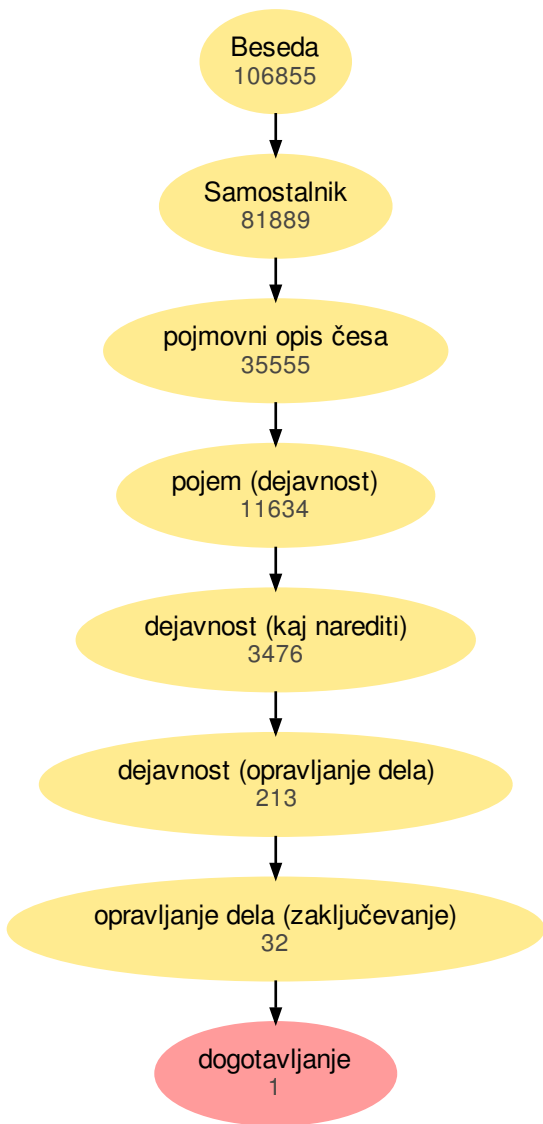 Beseda
106855
Samostalnik
81889
pojmovni opis česa
35555
pojem (dejavnost)
11634
dejavnost (kaj narediti)
3476
dejavnost (opravljanje dela)
213
opravljanje dela (zaključevanje)
32
dogotavljanje
1